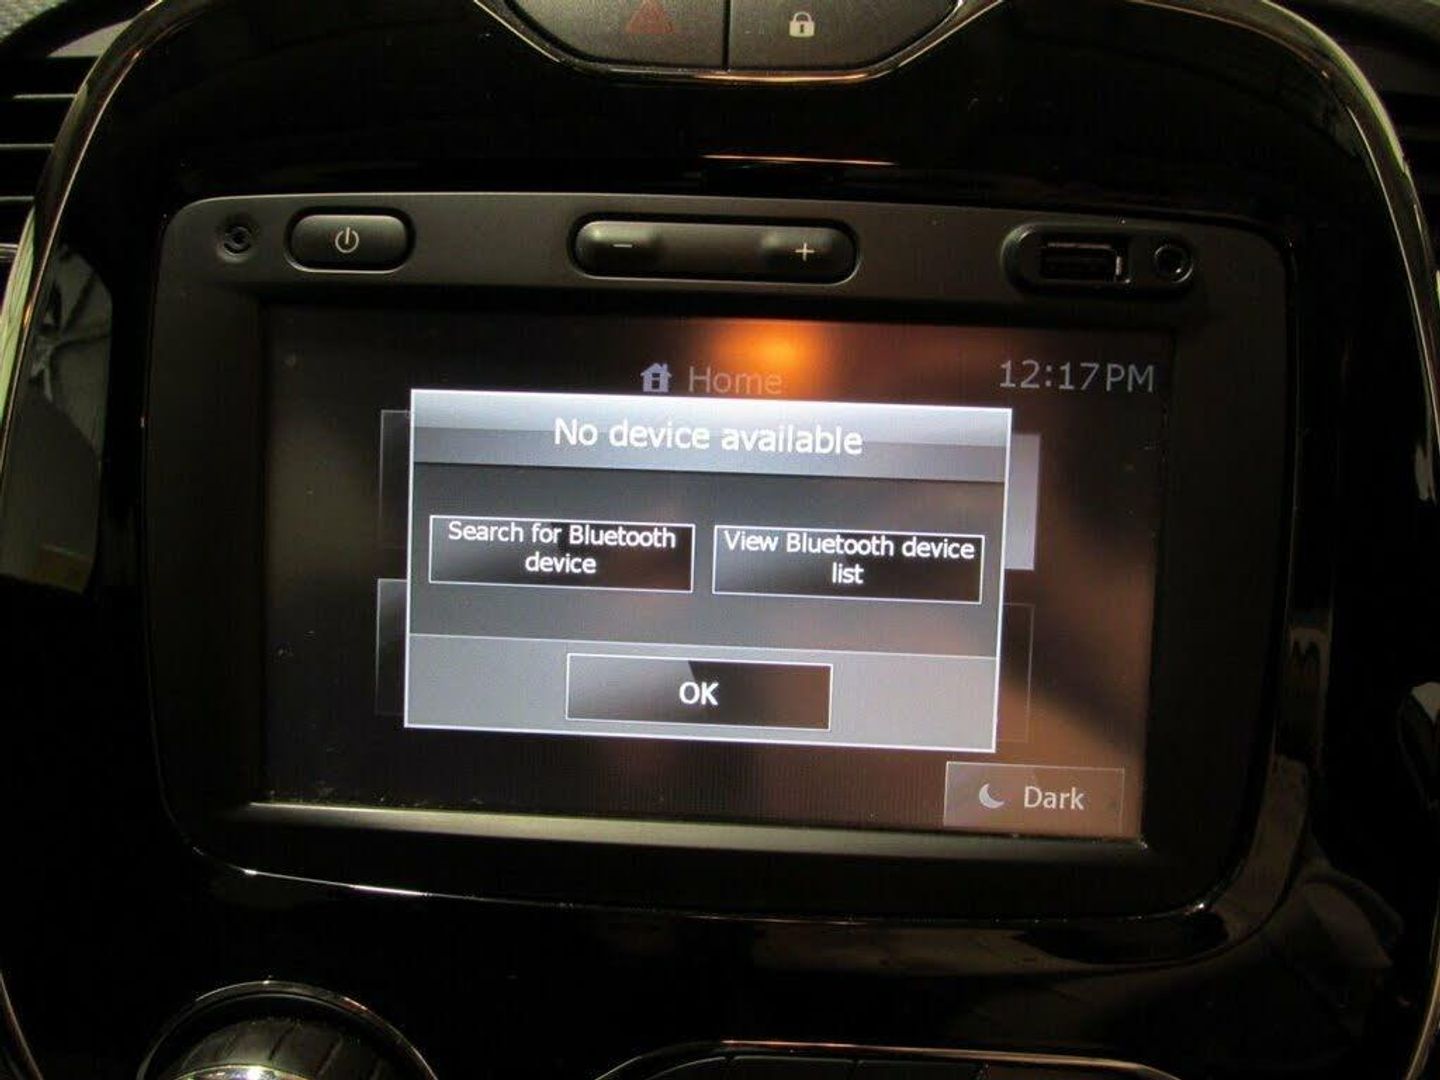 Home
12:17PM
No device available
Search for Bluetooth
device
View Bluetooth device
list
OK
Dark